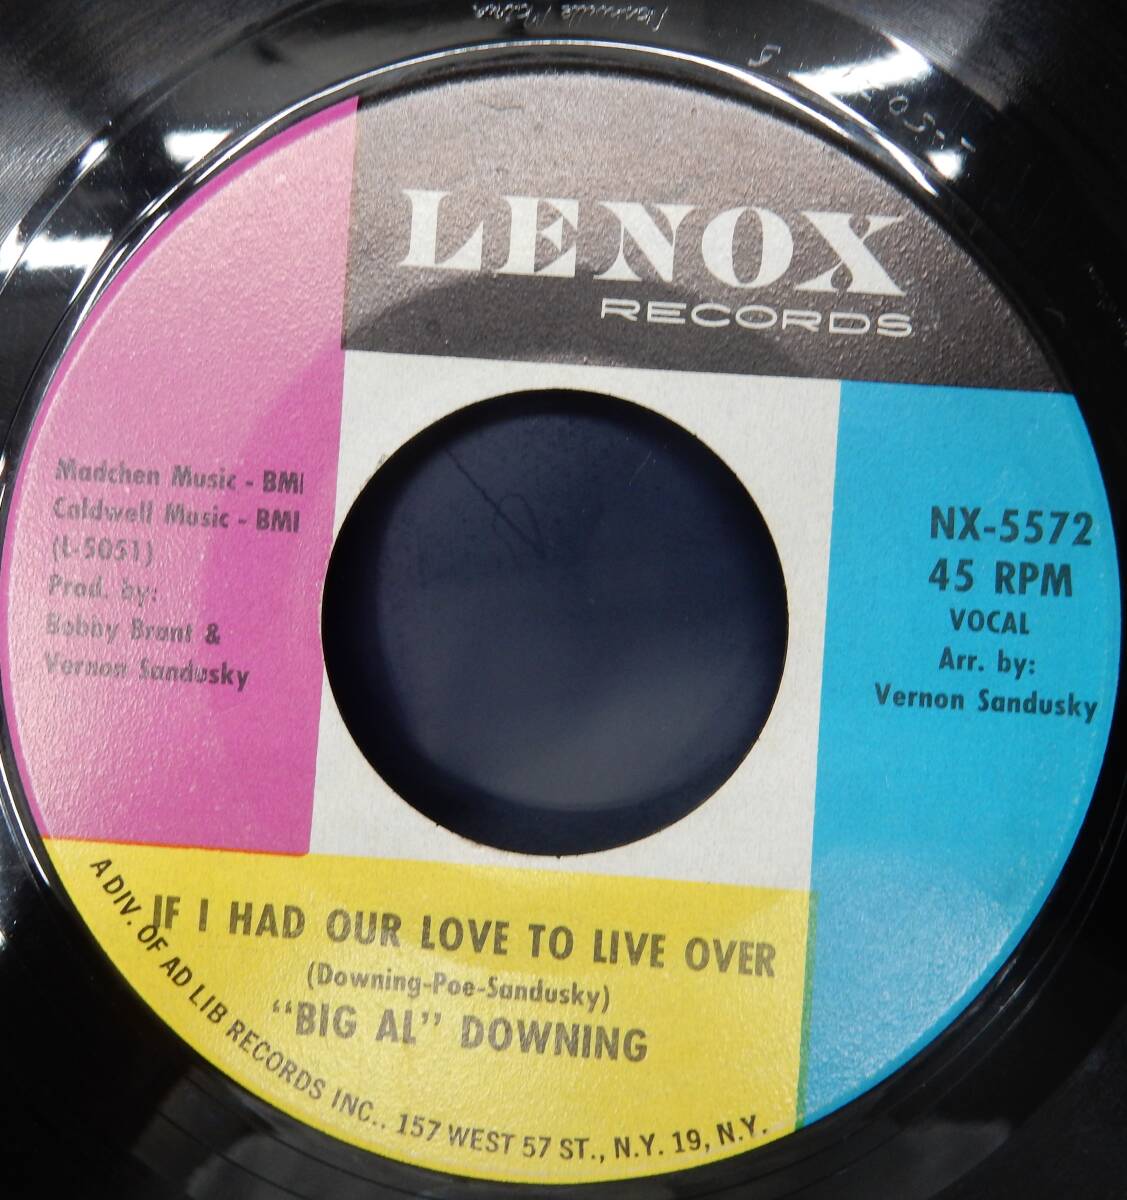 LENOX
RECORDS
Madchen Music - BMI
Caldwell Music - BMI
(L-5051)
Prod. by:
Bobby Brant &
Vernon Sandusky
NX-5572
45 RPM
VOCAL
Arr. by:
Vernon Sandusky
IF I HAD OUR LOVE TO LIVE OVER
(Downing-Poe-Sandusky)
"BIG AL" DOWNING
A DIV. OF AD LIB RECORDS INC., 157 WEST 57 ST., N.Y. 19, N.Y.